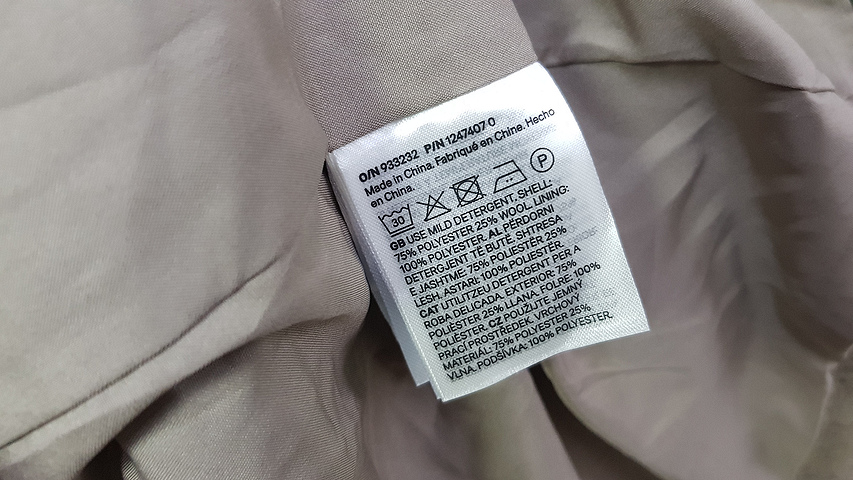 O/N 933232 P/N 1247407 0
Made in China. Fabriqué en Chine. Hecho
en China.
30 P
GB USE MILD DETERGENT, SHELL:
75% POLYESTER 25% WOOL, LINING:
100% POLYESTER. AL PËRDORNI
DETERGJENT TË BUTË, SHTRESA
E JASHTME: 75% POLIESTËR 25%
LESH, ASTARI: 100% POLIESTËR.
CAT UTILITZEU DETERGENT PER A
ROBA DELICADA, EXTERIOR: 75%
POLIÈSTER 25% LLANA, FOLRE: 100%
POLIÈSTER. CZ POUŽIJTE JEMNÝ
PRACÍ PROSTŘEDEK, VRCHOVÝ
MATERIÁL: 75% POLYESTER 25%
VLNA, PODŠÍVKA: 100% POLYESTER.